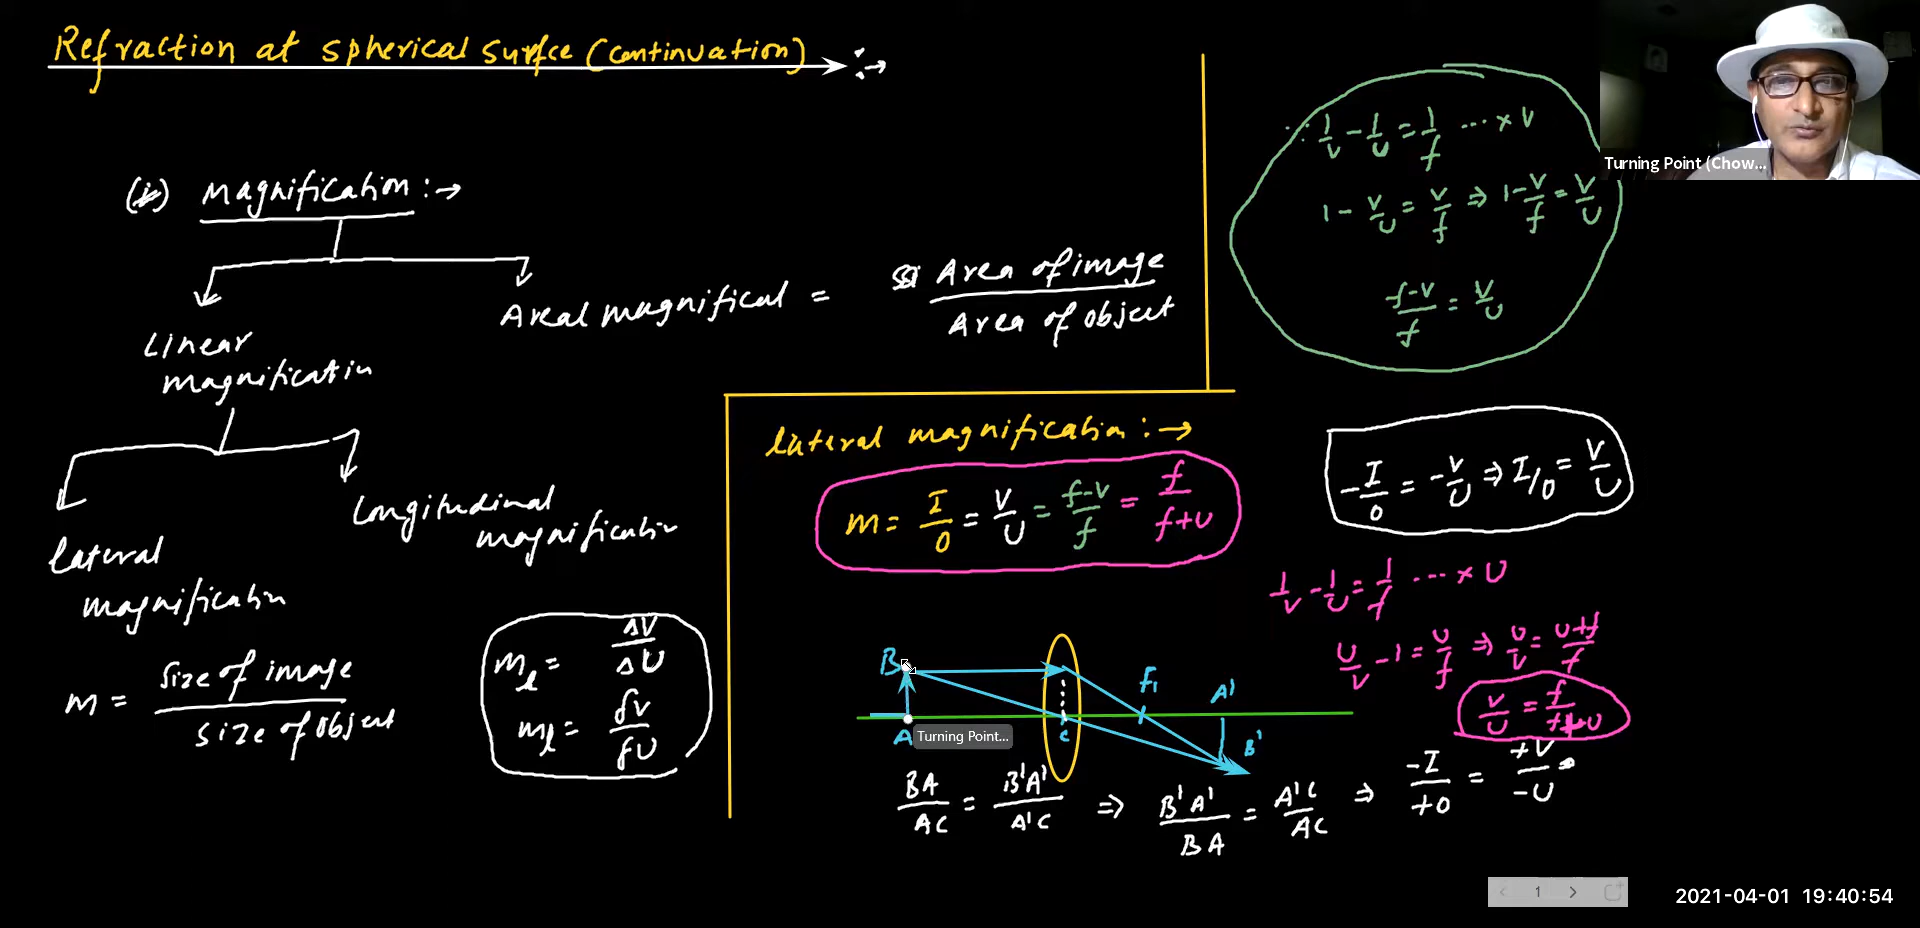 Refraction at spherical surfce (continuation) :→
(i) Magnification :→
Linear
magnification
Areal magnifical = Area of image
Area of object
Lateral
magnification
Longitudinal
magnification
m = Size of image
size of object
m_l = ΔV
ΔU
m_l = δV
δU
lateral magnification :→
m = I/O = V/U = f-V/f = f/f+U
B
A
C
F₁
A'
B'
Turning Point...
BA/AC = B'A'/A'C ⇒ B'A'/BA = A'C/AC ⇒ -I/+O = +V/-U
∴ 1/V - 1/U = 1/f ... × V
1 - V/U = V/f ⇒ 1 - V/f = V/U
f-V/f = V/U
-I/O = -V/U ⇒ I/O = V/U
1/V - 1/U = 1/f ... × U
U/V - 1 = U/f ⇒ U/V = U+f/f
V/U = f/f+U
Turning Point (Chow...
1
2021-04-01 19:40:54